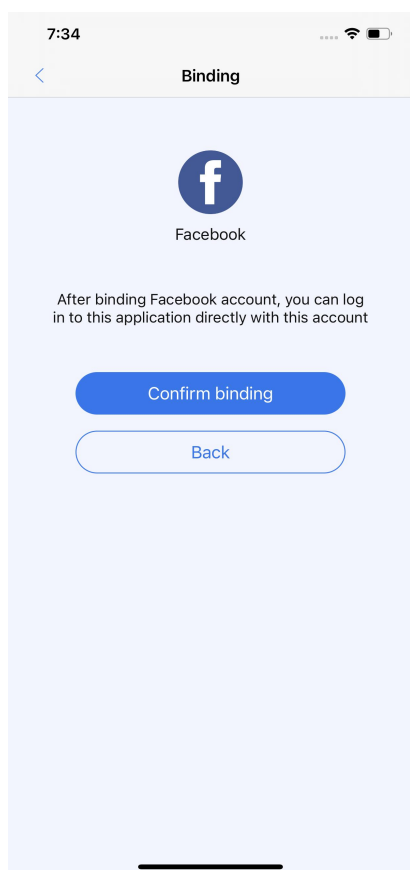 7:34
Binding
f
Facebook
After binding Facebook account, you can log
in to this application directly with this account
Confirm binding
Back